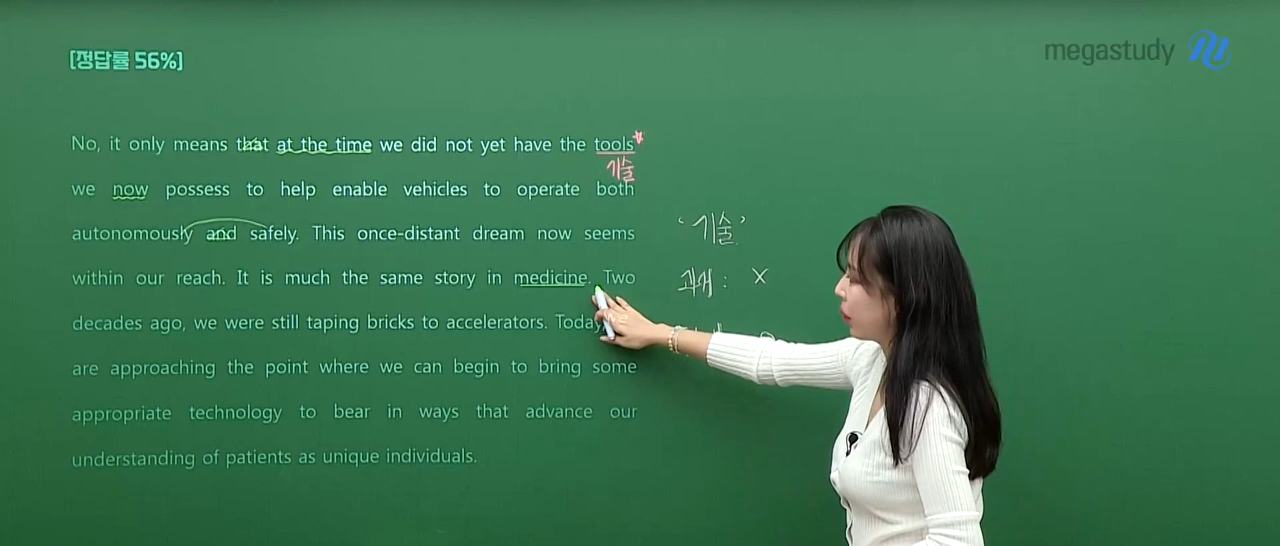 [정답률 56%]
megastudy
No, it only means that at the time we did not yet have the tools
기술
we now possess to help enable vehicles to operate both
autonomously and safely. This once-distant dream now seems
'기술'
within our reach. It is much the same story in medicine. Two
과거 : X
decades ago, we were still taping bricks to accelerators. Today, we
are approaching the point where we can begin to bring some
appropriate technology to bear in ways that advance our
understanding of patients as unique individuals.